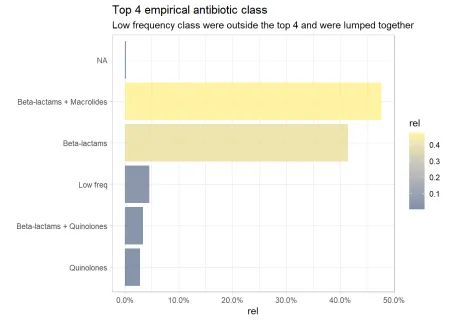 Top 4 empirical antibiotic class
Low frequency class were outside the top 4 and were lumped together
NA
Beta-lactams + Macrolides
Beta-lactams
Low freq
Beta-lactams + Quinolones
Quinolones
0.0%
10.0%
20.0%
30.0%
40.0%
50.0%
rel
rel
0.4
0.3
0.2
0.1